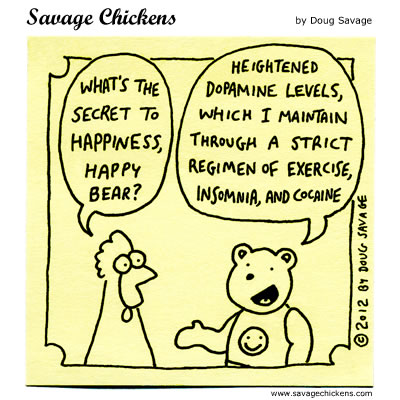 Savage Chickens
by Doug Savage
WHAT'S THE
SECRET TO
HAPPINESS,
HAPPY
BEAR?
HEIGHTENED
DOPAMINE LEVELS,
WHICH I MAINTAIN
THROUGH A STRICT
REGIMEN OF EXERCISE,
INSOMNIA, AND COCAINE
© 2012 BY DOUG SAVAGE
www.savagechickens.com